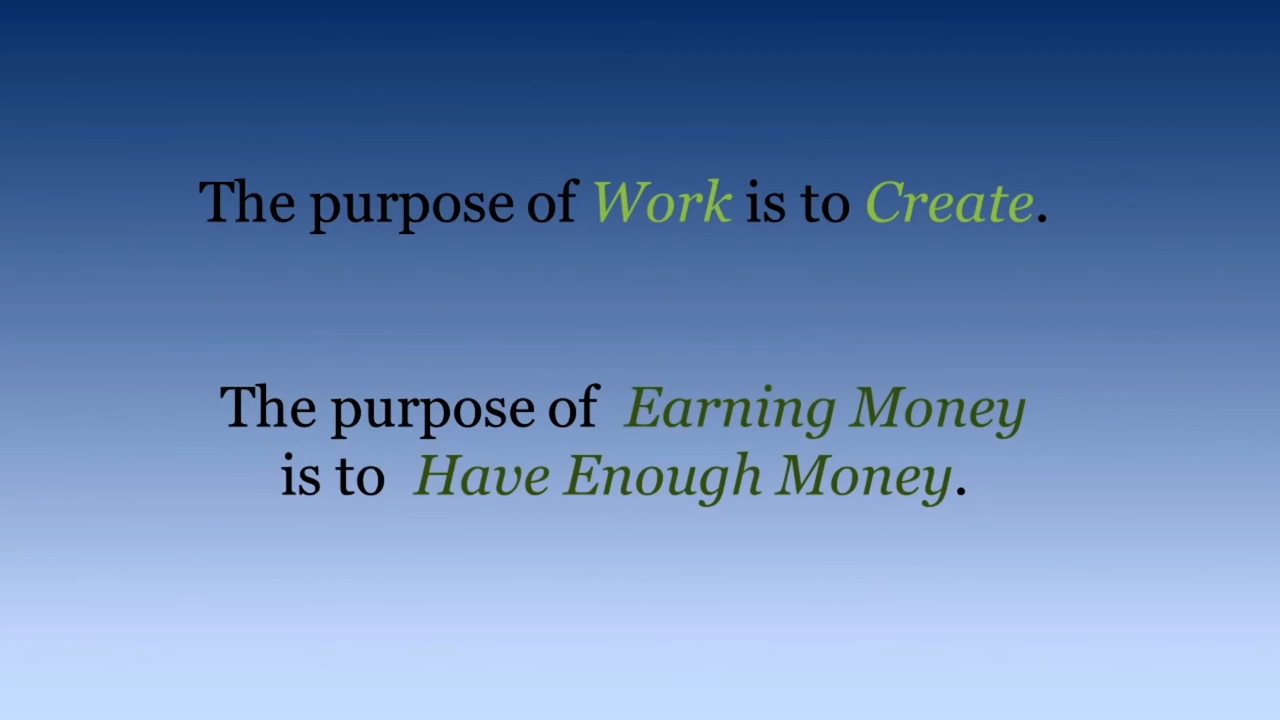 The purpose of Work is to Create.
The purpose of Earning Money
is to Have Enough Money.